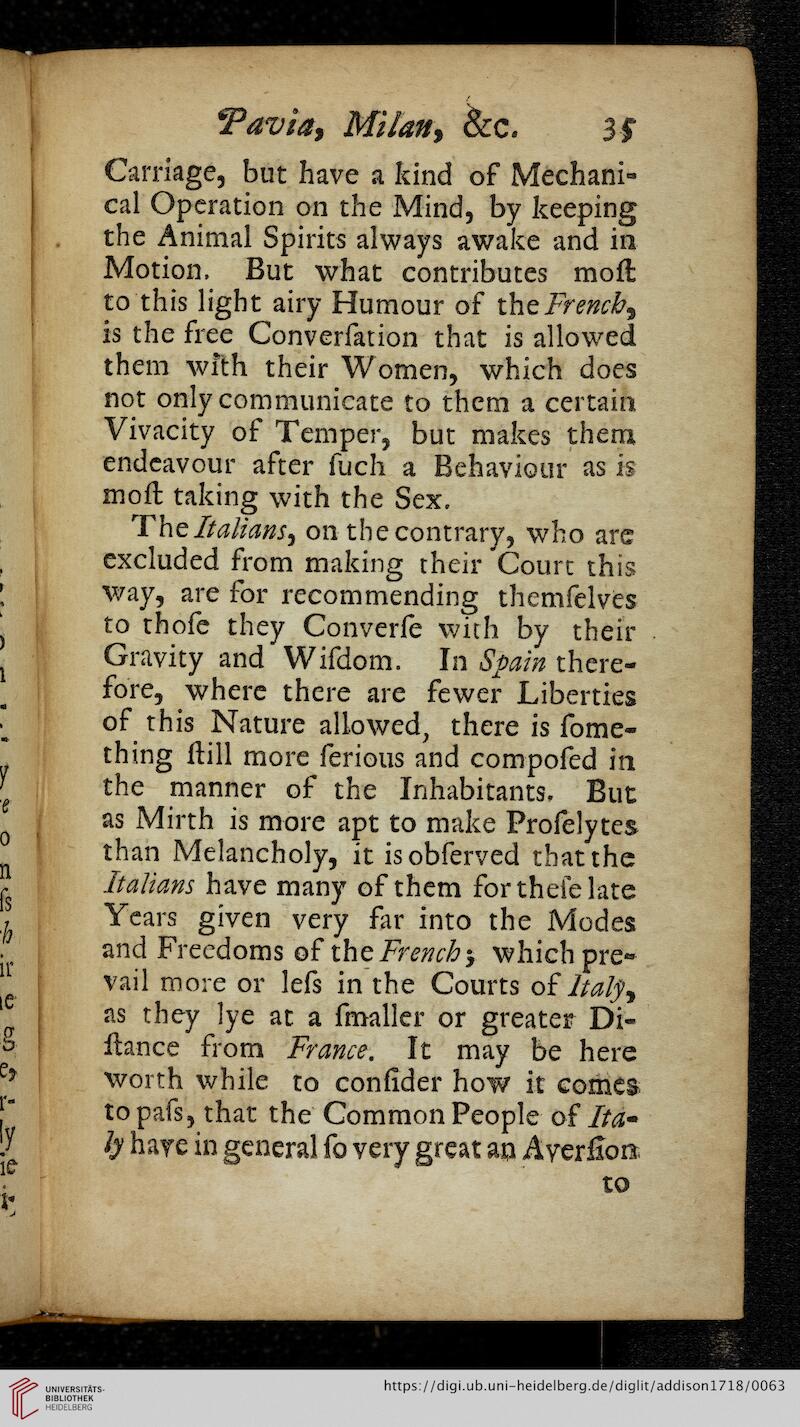 Pavia, Milan, &c. 35
Carriage, but have a kind of Mechani-
cal Operation on the Mind, by keeping
the Animal Spirits always awake and in
Motion. But what contributes moſt
to this light airy Humour of the French,
is the free Converſation that is allowed
them with their Women, which does
not only communicate to them a certain
Vivacity of Temper, but makes them
endeavour after ſuch a Behaviour as is
moſt taking with the Sex.
The Italians, on the contrary, who are
excluded from making their Court this
way, are for recommending themſelves
to thoſe they Converſe with by their
Gravity and Wiſdom. In Spain there-
fore, where there are fewer Liberties
of this Nature allowed, there is ſome-
thing ſtill more ſerious and compoſed in
the manner of the Inhabitants. But
as Mirth is more apt to make Proſelytes
than Melancholy, it is obſerved that the
Italians have many of them for theſe late
Years given very far into the Modes
and Freedoms of the French; which pre-
vail more or leſs in the Courts of Italy,
as they lye at a ſmaller or greater Di-
ſtance from France. It may be here
worth while to conſider how it comes
to paſs, that the Common People of Ita-
ly have in general ſo very great an Averſion
to
UNIVERSITÄTS-
BIBLIOTHEK
HEIDELBERG
https://digi.ub.uni-heidelberg.de/diglit/addison1718/0063